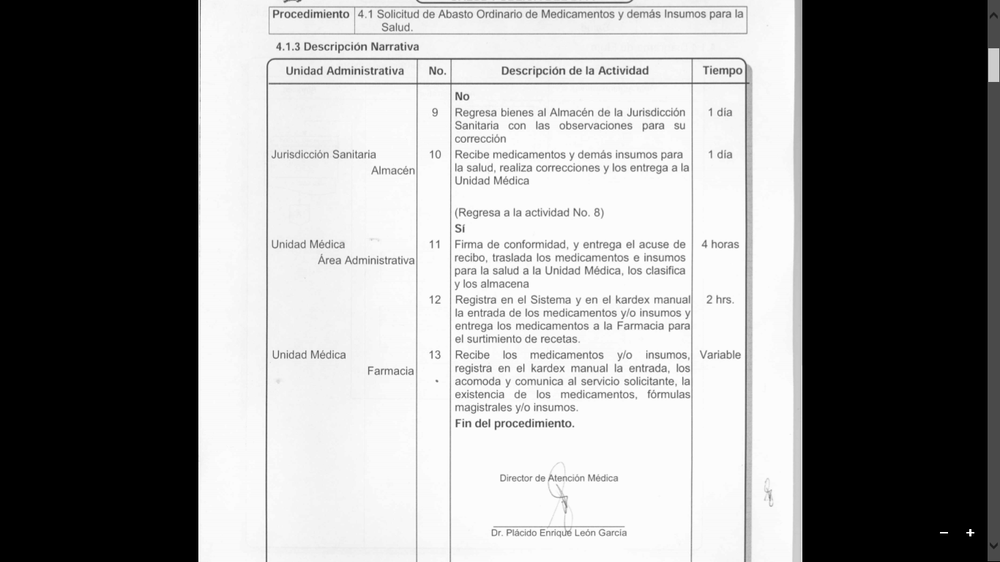 Procedimiento 4.1 Solicitud de Abasto Ordinario de Medicamentos y demás Insumos para la
Salud.
4.1.3 Descripción Narrativa
Unidad Administrativa No. Descripción de la Actividad Tiempo
No
9 Regresa bienes al Almacén de la Jurisdicción 1 día
Sanitaria con las observaciones para su
corrección
Jurisdicción Sanitaria 10 Recibe medicamentos y demás insumos para 1 día
Almacén la salud, realiza correcciones y los entrega a la
Unidad Médica
(Regresa a la actividad No. 8)
Sí
Unidad Médica 11 Firma de conformidad, y entrega el acuse de 4 horas
Área Administrativa recibo, traslada los medicamentos e insumos
para la salud a la Unidad Médica, los clasifica
y los almacena
12 Registra en el Sistema y en el kardex manual 2 hrs.
la entrada de los medicamentos y/o insumos y
entrega los medicamentos a la Farmacia para
el surtimiento de recetas.
Unidad Médica 13 Recibe los medicamentos y/o insumos, Variable
Farmacia registra en el kardex manual la entrada, los
acomoda y comunica al servicio solicitante, la
existencia de los medicamentos, fórmulas
magistrales y/o insumos.
Fin del procedimiento.
Director de Atención Médica
Dr. Plácido Enrique León García